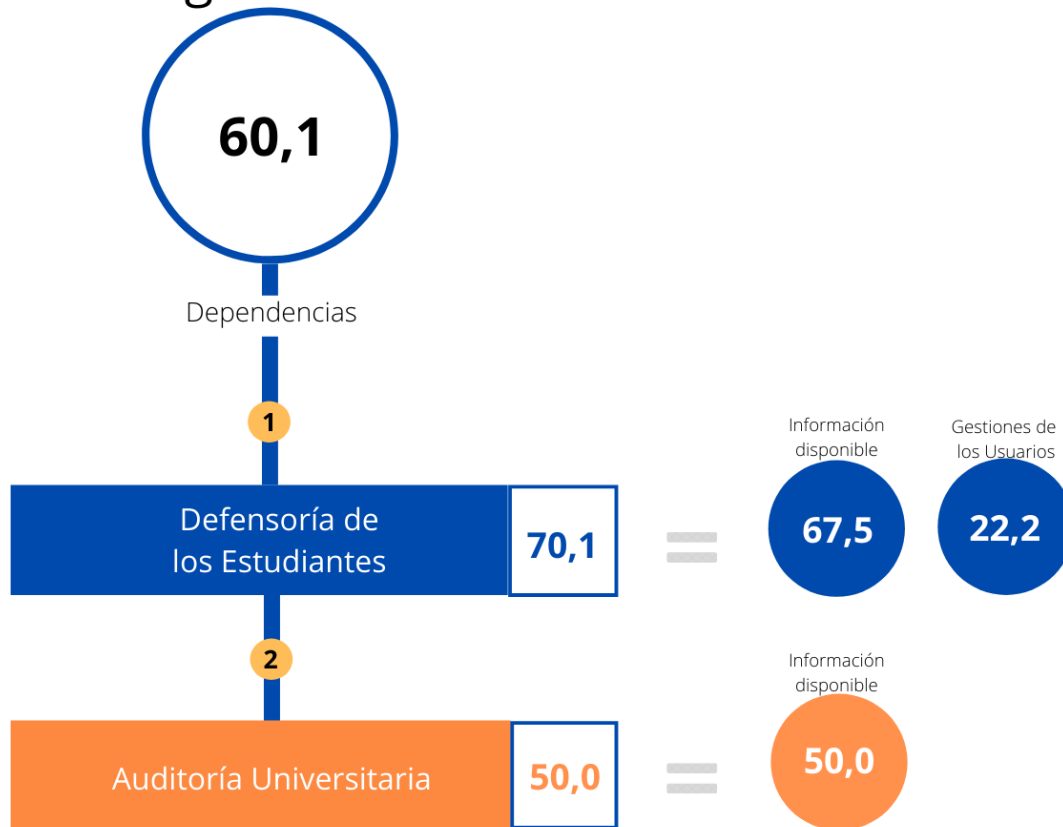 60,1
Dependencias
1
Información
disponible
Gestiones de
los Usuarios
Defensoría de
los Estudiantes
70,1
67,5
22,2
2
Información
disponible
Auditoría Universitaria
50,0
50,0